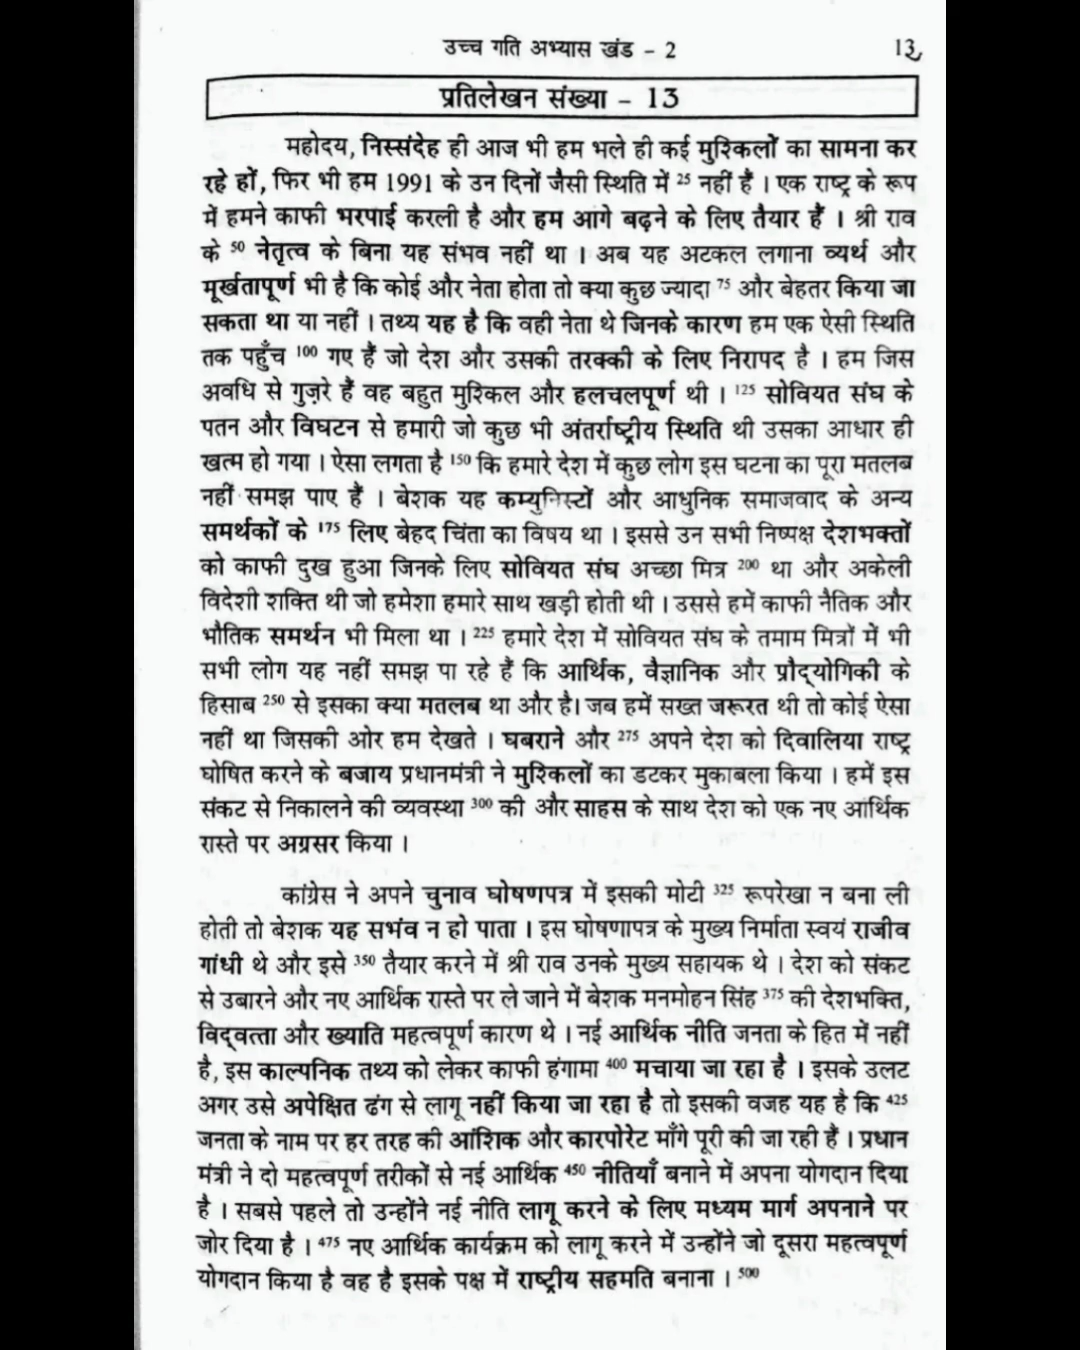 उच्च गति अभ्यास खंड - 2 13
प्रतिलेखन संख्या - 13
महोदय, निस्संदेह ही आज भी हम भले ही कई मुश्किलों का सामना कर
रहे हों, फिर भी हम 1991 के उन दिनों जैसी स्थिति में 25 नहीं हैं । एक राष्ट्र के रूप
में हमने काफी भरपाई करली है और हम आगे बढ़ने के लिए तैयार हैं । श्री राव
के 50 नेतृत्व के बिना यह संभव नहीं था । अब यह अटकल लगाना व्यर्थ और
मूर्खतापूर्ण भी है कि कोई और नेता होता तो क्या कुछ ज्यादा 75 और बेहतर किया जा
सकता था या नहीं । तथ्य यह है कि वही नेता थे जिनके कारण हम एक ऐसी स्थिति
तक पहुँच 100 गए हैं जो देश और उसकी तरक्की के लिए निरापद है । हम जिस
अवधि से गुज़रे हैं वह बहुत मुश्किल और हलचलपूर्ण थी । 125 सोवियत संघ के
पतन और विघटन से हमारी जो कुछ भी अंतर्राष्ट्रीय स्थिति थी उसका आधार ही
खत्म हो गया । ऐसा लगता है 150 कि हमारे देश में कुछ लोग इस घटना का पूरा मतलब
नहीं समझ पाए हैं । बेशक यह कम्युनिस्टों और आधुनिक समाजवाद के अन्य
समर्थकों के 175 लिए बेहद चिंता का विषय था । इससे उन सभी निष्पक्ष देशभक्तों
को काफी दुख हुआ जिनके लिए सोवियत संघ अच्छा मित्र 200 था और अकेली
विदेशी शक्ति थी जो हमेशा हमारे साथ खड़ी होती थी । उससे हमें काफी नैतिक और
भौतिक समर्थन भी मिला था । 225 हमारे देश में सोवियत संघ के तमाम मित्रों में भी
सभी लोग यह नहीं समझ पा रहे हैं कि आर्थिक, वैज्ञानिक और प्रौद्योगिकी के
हिसाब 250 से इसका क्या मतलब था और है। जब हमें सख्त जरूरत थी तो कोई ऐसा
नहीं था जिसकी ओर हम देखते । घबराने और 275 अपने देश को दिवालिया राष्ट्र
घोषित करने के बजाय प्रधानमंत्री ने मुश्किलों का डटकर मुकाबला किया । हमें इस
संकट से निकालने की व्यवस्था 300 की और साहस के साथ देश को एक नए आर्थिक
रास्ते पर अग्रसर किया ।
कांग्रेस ने अपने चुनाव घोषणपत्र में इसकी मोटी 325 रूपरेखा न बना ली
होती तो बेशक यह सभंव न हो पाता । इस घोषणापत्र के मुख्य निर्माता स्वयं राजीव
गांधी थे और इसे 350 तैयार करने में श्री राव उनके मुख्य सहायक थे । देश को संकट
से उबारने और नए आर्थिक रास्ते पर ले जाने में बेशक मनमोहन सिंह 375 की देशभक्ति,
विद्वत्ता और ख्याति महत्वपूर्ण कारण थे । नई आर्थिक नीति जनता के हित में नहीं
है, इस काल्पनिक तथ्य को लेकर काफी हंगामा 400 मचाया जा रहा है । इसके उलट
अगर उसे अपेक्षित ढंग से लागू नहीं किया जा रहा है तो इसकी वजह यह है कि 425
जनता के नाम पर हर तरह की आंशिक और कारपोरेट माँगे पूरी की जा रही हैं । प्रधान
मंत्री ने दो महत्वपूर्ण तरीकों से नई आर्थिक 450 नीतियाँ बनाने में अपना योगदान दिया
है । सबसे पहले तो उन्होंने नई नीति लागू करने के लिए मध्यम मार्ग अपनाने पर
जोर दिया है । 475 नए आर्थिक कार्यक्रम को लागू करने में उन्होंने जो दूसरा महत्वपूर्ण
योगदान किया है वह है इसके पक्ष में राष्ट्रीय सहमति बनाना । 500